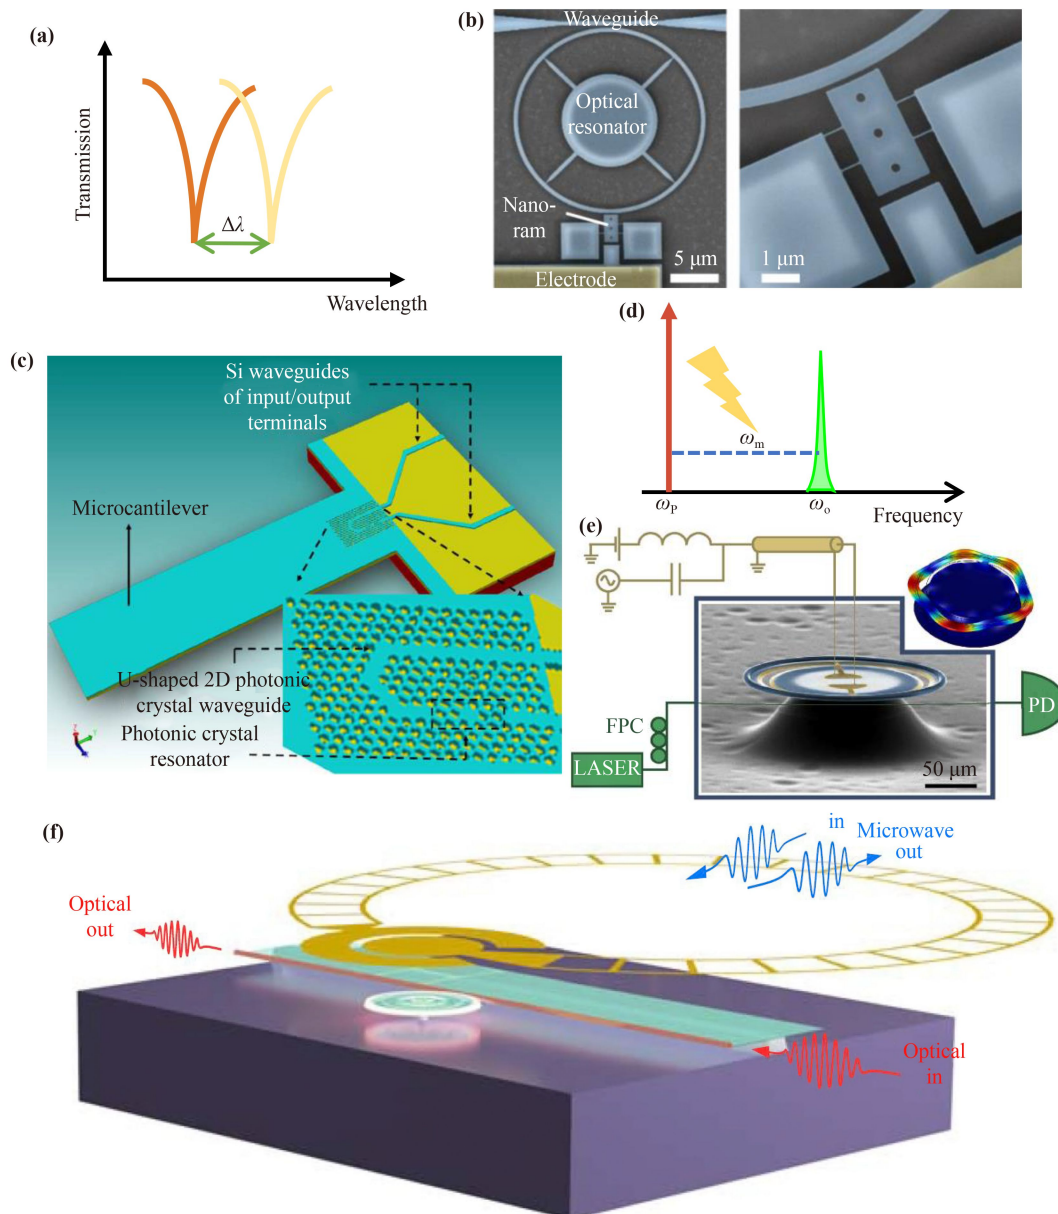 (a)
Transmission
Δλ
Wavelength
(b)
Waveguide
Optical
resonator
Nano-
ram
5 μm
Electrode
1 μm
(c)
Si waveguides
of input/output
terminals
Microcantilever
U-shaped 2D photonic
crystal waveguide
Photonic crystal
resonator
(d)
ωm
ωP
ωo
Frequency
(e)
FPC
LASER
PD
50 μm
(f)
in
Microwave
out
Optical
out
Optical
in